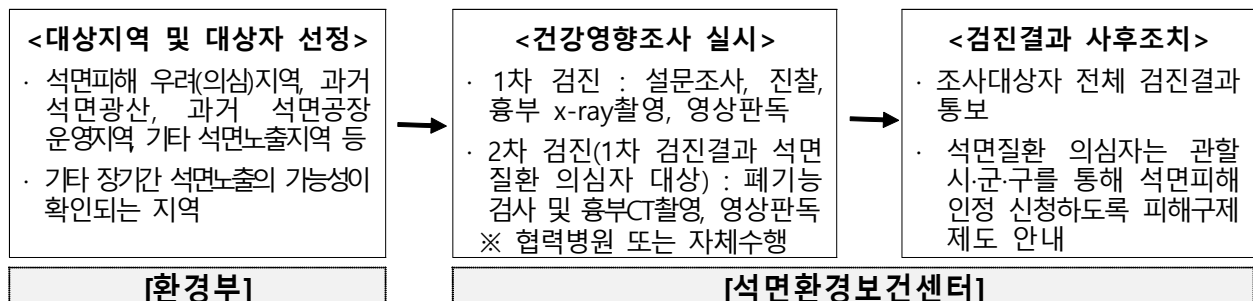 <대상지역 및 대상자 선정>
· 석면피해 우려(의심)지역, 과거
석면광산, 과거 석면공장
운영지역, 기타 석면노출지역 등
· 기타 장기간 석면노출의 가능성이
확인되는 지역
[환경부]
<건강영향조사 실시>
· 1차 검진 : 설문조사, 진찰,
흉부 x-ray촬영, 영상판독
· 2차 검진(1차 검진결과 석면
질환 의심자 대상) : 폐기능
검사 및 흉부CT촬영, 영상판독
※ 협력병원 또는 자체수행
<검진결과 사후조치>
· 조사대상자 전체 검진결과
통보
· 석면질환 의심자는 관할
시·군·구를 통해 석면피해
인정 신청하도록 피해구제
제도 안내
[석면환경보건센터]